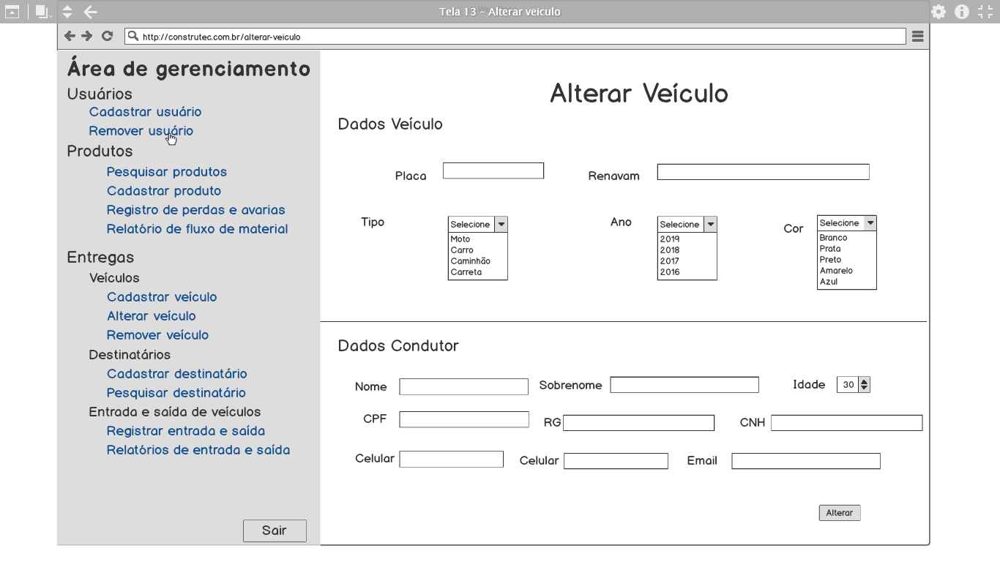 Tela 13 - Alterar veiculo
http://construtec.com.br/alterar-veiculo
Área de gerenciamento
Usuários
Cadastrar usuário
Remover usuário
Produtos
Pesquisar produtos
Cadastrar produto
Registro de perdas e avarias
Relatório de fluxo de material
Entregas
Veículos
Cadastrar veículo
Alterar veículo
Remover veículo
Destinatários
Cadastrar destinatário
Pesquisar destinatário
Entrada e saída de veículos
Registrar entrada e saída
Relatórios de entrada e saída
Sair
Alterar Veículo
Dados Veículo
Placa
Renavam
Tipo
Selecione
Moto
Carro
Caminhão
Carreta
Ano
Selecione
2019
2018
2017
2016
Cor
Selecione
Branco
Prata
Preto
Amarelo
Azul
Dados Condutor
Nome
Sobrenome
Idade 30
CPF
RG
CNH
Celular
Celular
Email
Alterar